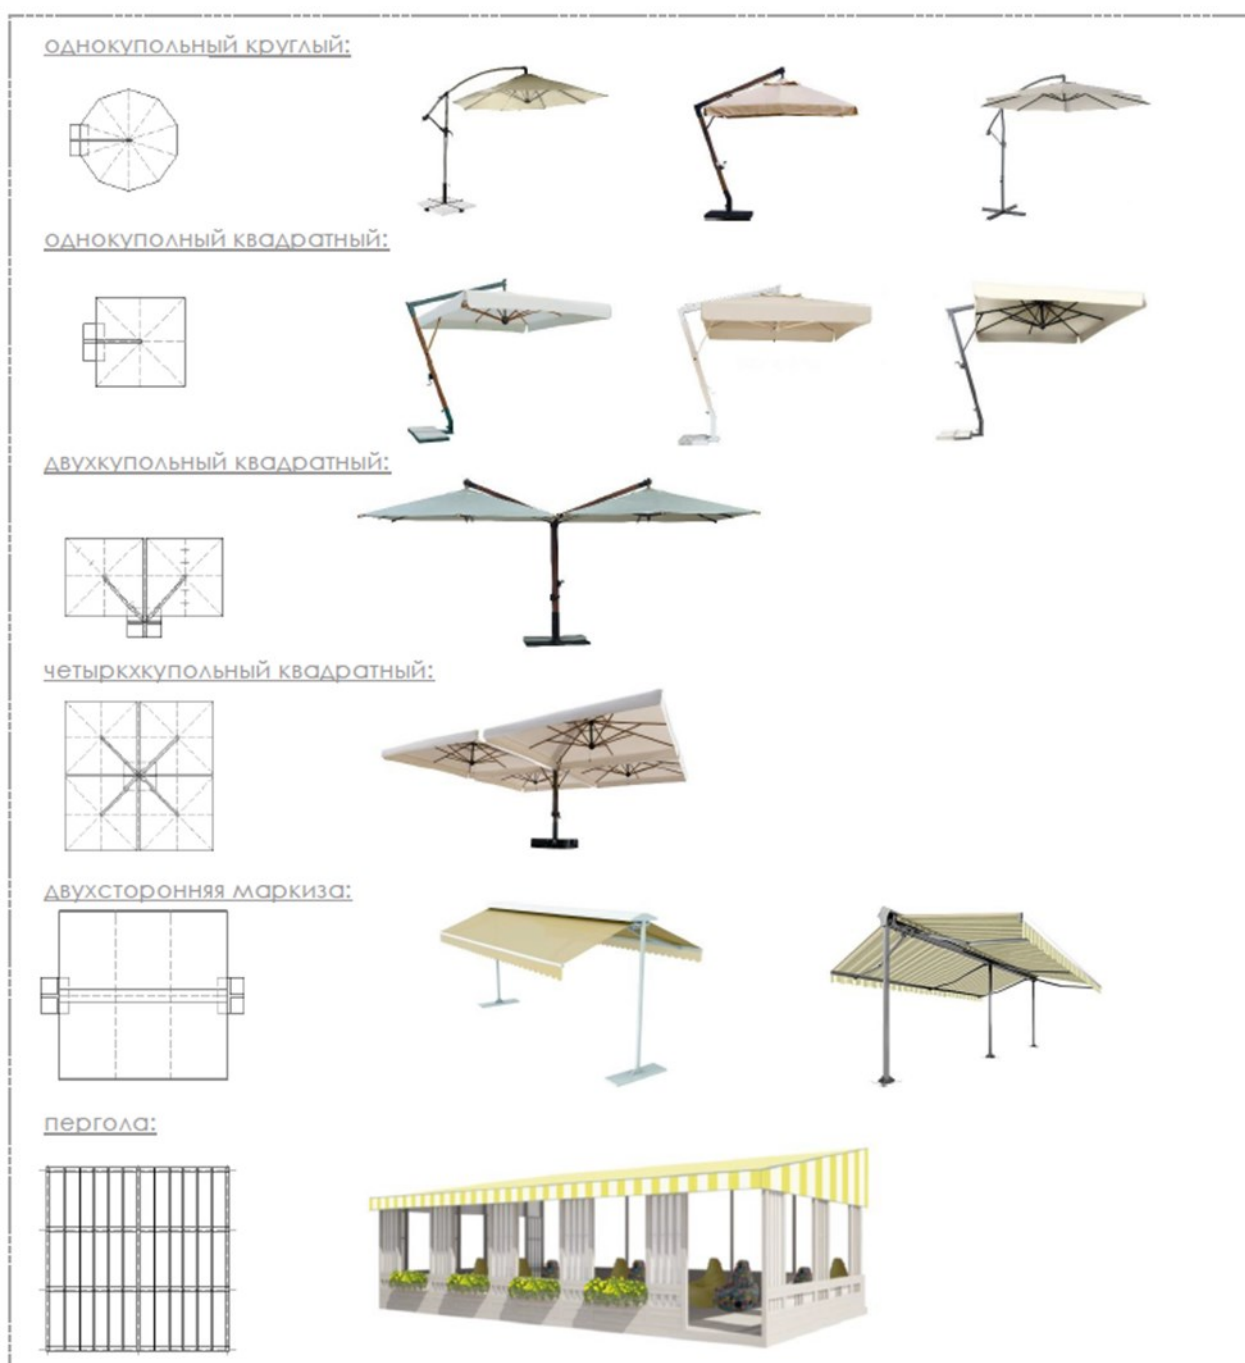 однокупольный круглый:
однокуполный квадратный:
двухкупольный квадратный:
четыркхкупольный квадратный:
двухсторонняя маркиза:
пергола: